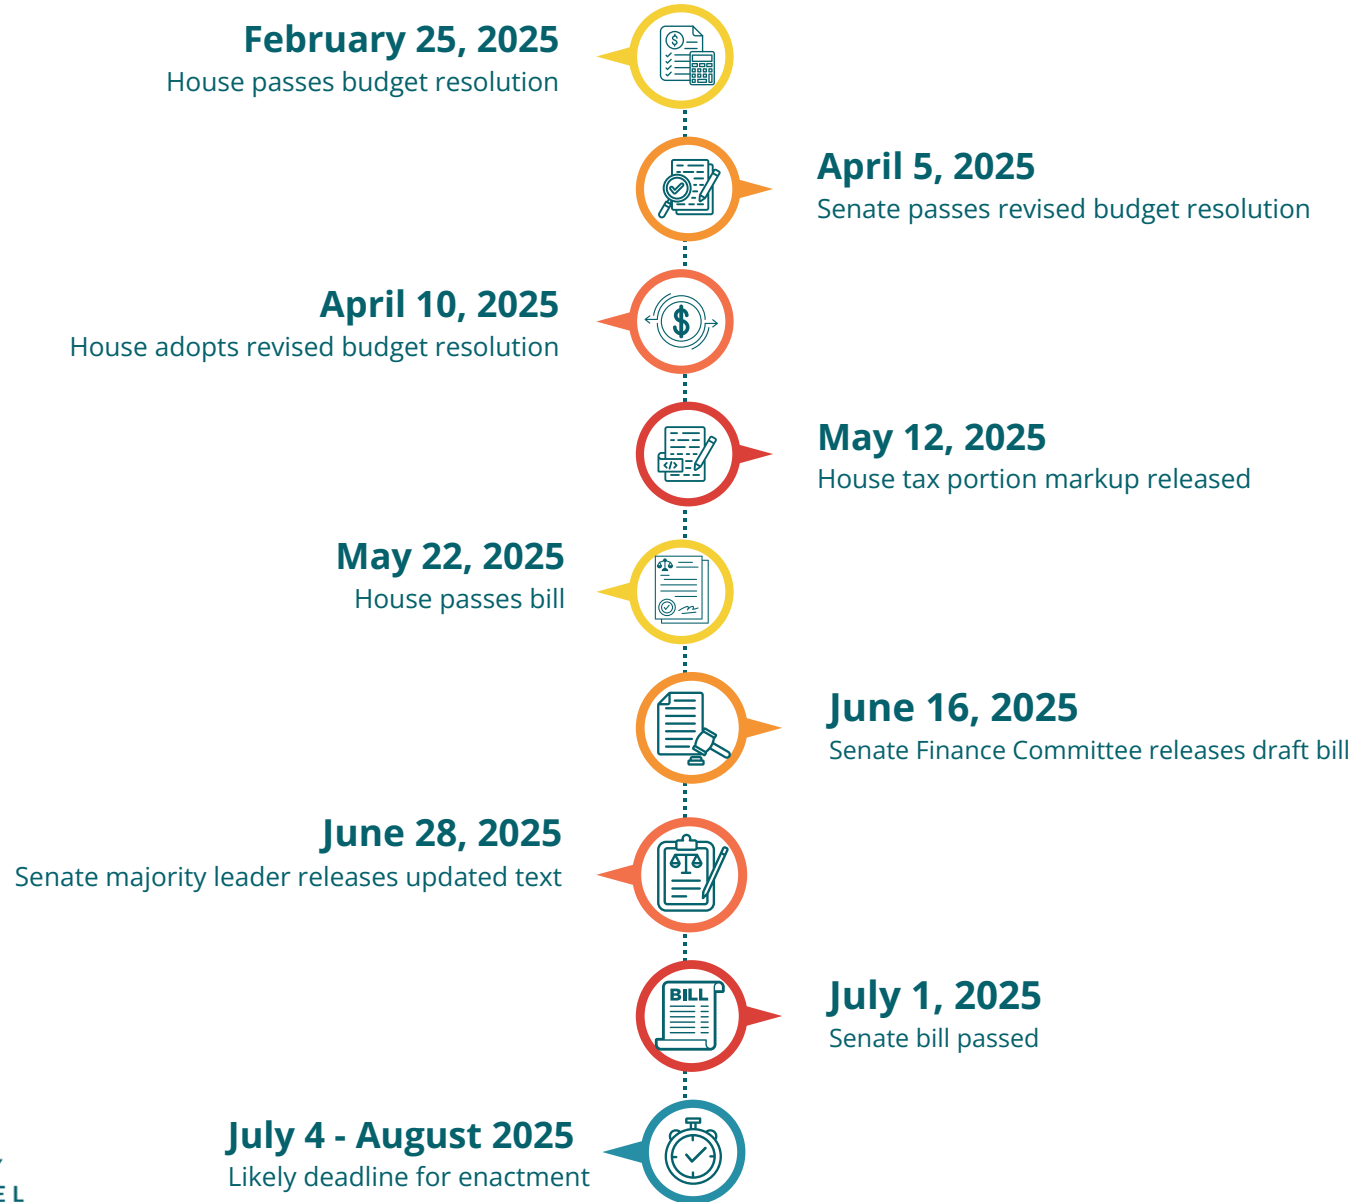 February 25, 2025
House passes budget resolution
April 5, 2025
Senate passes revised budget resolution
April 10, 2025
House adopts revised budget resolution
</>
May 12, 2025
House tax portion markup released
May 22, 2025
House passes bill
June 16, 2025
Senate Finance Committee releases draft bill
June 28, 2025
Senate majority leader releases updated text
BILL
July 1, 2025
Senate bill passed
July 4 - August 2025
Likely deadline for enactment
E L